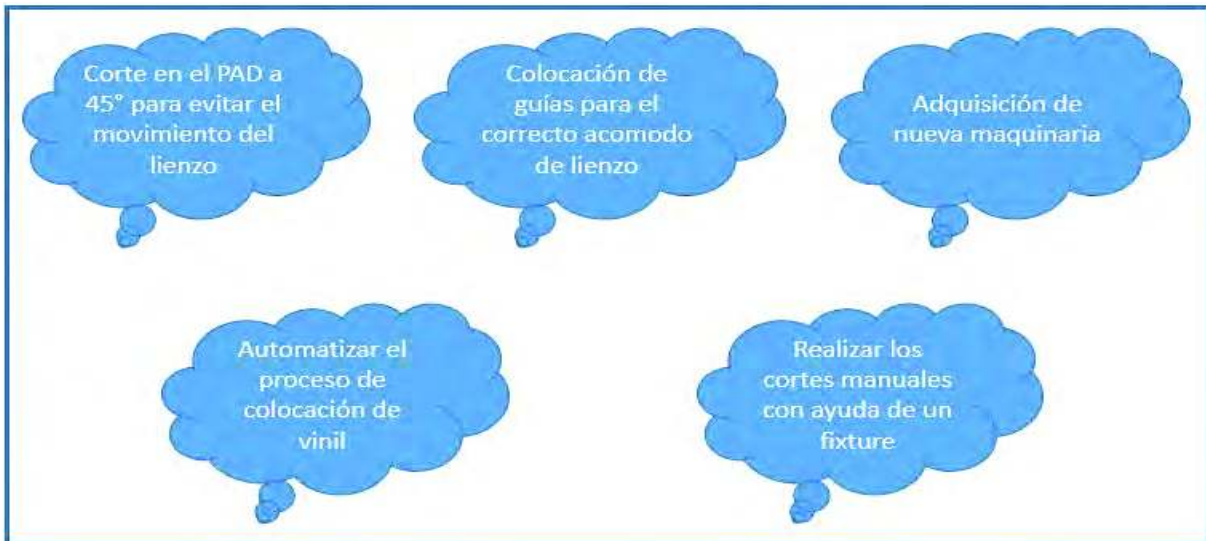 Corte en el PAD a
45° para evitar el
movimiento del
lienzo
Colocación de
guías para el
correcto acomodo
de lienzo
Adquisición de
nueva maquinaria
Automatizar el
proceso de
colocación de
vinil
Realizar los
cortes manuales
con ayuda de un
fixture